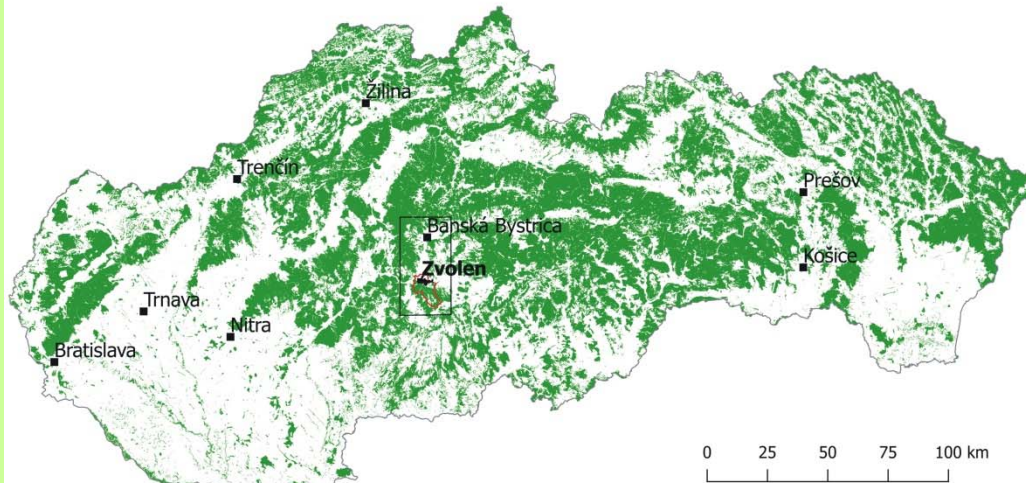 Žilina
Trenčín
Prešov
Banská Bystrica
Košice
Zvolen
Trnava
Nitra
Bratislava
0 25 50 75 100 km